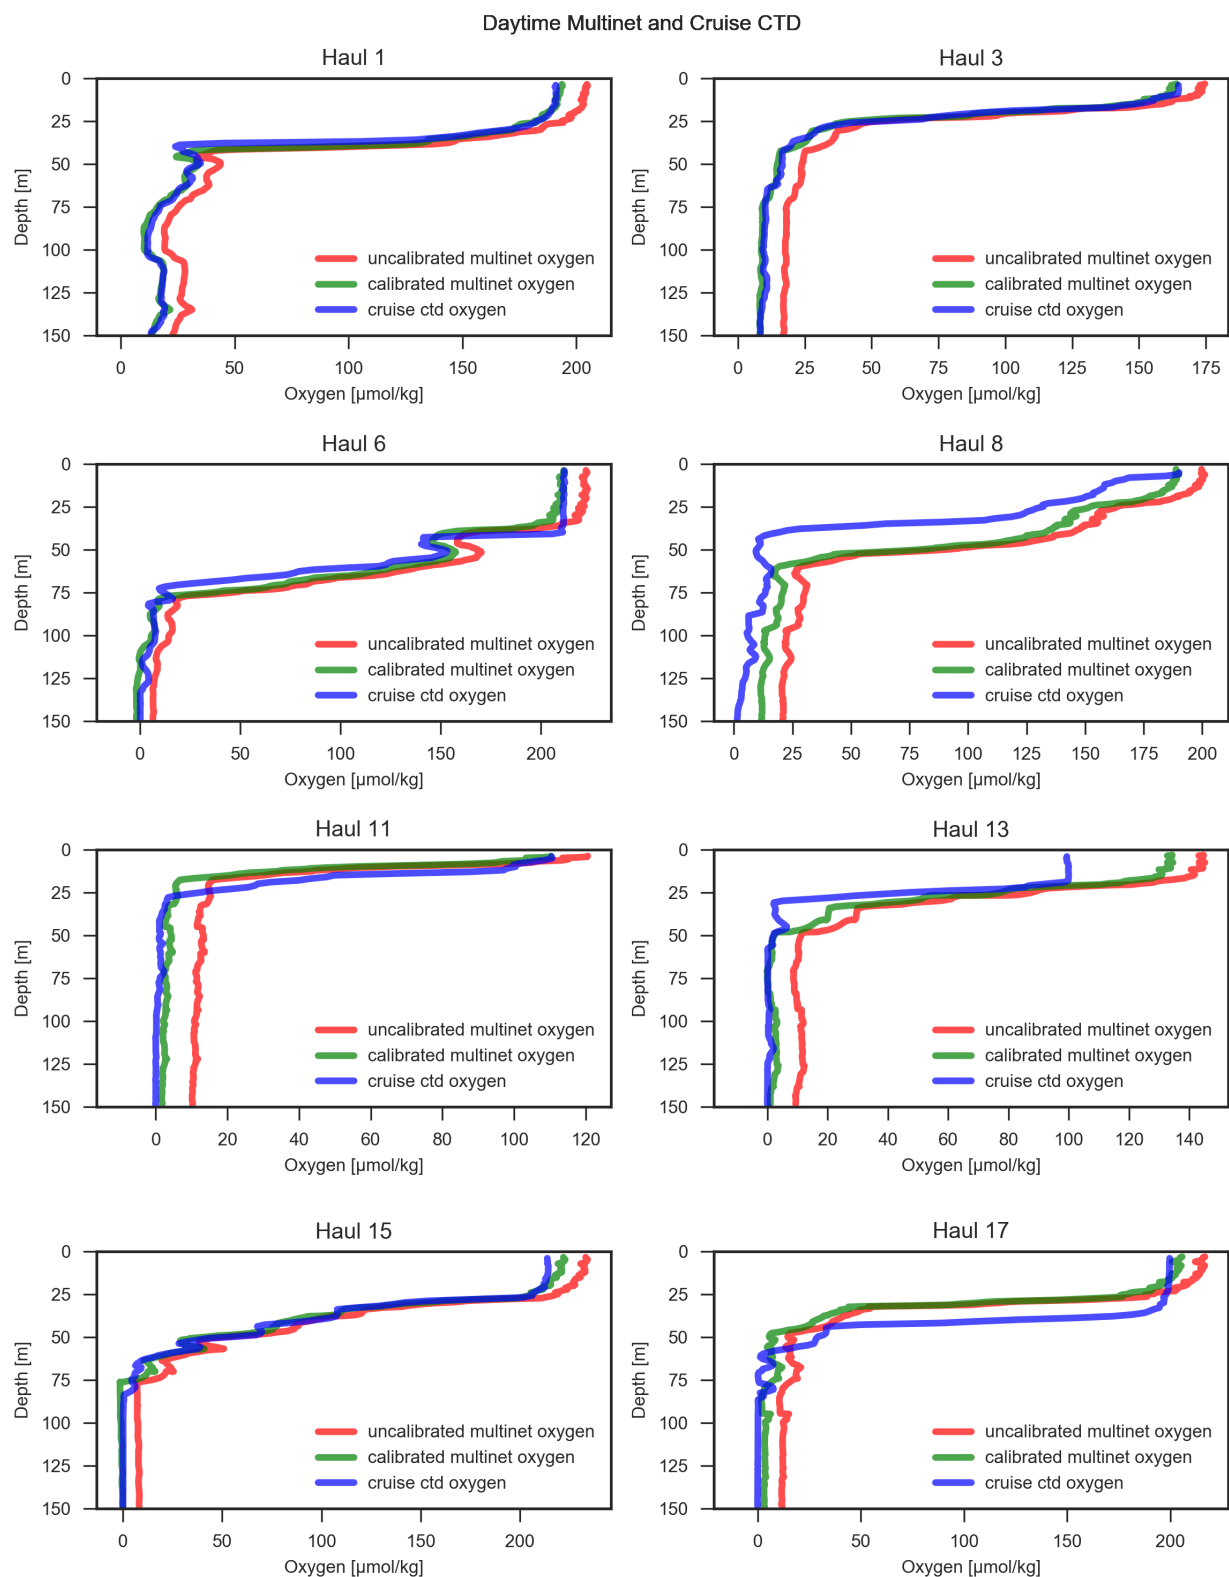 Daytime Multinet and Cruise CTD
Haul 1
0
25
50
75
100
125
150
Depth [m]
uncalibrated multinet oxygen
calibrated multinet oxygen
cruise ctd oxygen
0 50 100 150 200
Oxygen [µmol/kg]
Haul 3
0
25
50
75
100
125
150
Depth [m]
uncalibrated multinet oxygen
calibrated multinet oxygen
cruise ctd oxygen
0 25 50 75 100 125 150 175
Oxygen [µmol/kg]
Haul 6
0
25
50
75
100
125
150
Depth [m]
uncalibrated multinet oxygen
calibrated multinet oxygen
cruise ctd oxygen
0 50 100 150 200
Oxygen [µmol/kg]
Haul 8
0
25
50
75
100
125
150
Depth [m]
uncalibrated multinet oxygen
calibrated multinet oxygen
cruise ctd oxygen
0 25 50 75 100 125 150 175 200
Oxygen [µmol/kg]
Haul 11
0
25
50
75
100
125
150
Depth [m]
uncalibrated multinet oxygen
calibrated multinet oxygen
cruise ctd oxygen
0 20 40 60 80 100 120
Oxygen [µmol/kg]
Haul 13
0
25
50
75
100
125
150
Depth [m]
uncalibrated multinet oxygen
calibrated multinet oxygen
cruise ctd oxygen
0 20 40 60 80 100 120 140
Oxygen [µmol/kg]
Haul 15
0
25
50
75
100
125
150
Depth [m]
uncalibrated multinet oxygen
calibrated multinet oxygen
cruise ctd oxygen
0 50 100 150 200
Oxygen [µmol/kg]
Haul 17
0
25
50
75
100
125
150
Depth [m]
uncalibrated multinet oxygen
calibrated multinet oxygen
cruise ctd oxygen
0 50 100 150 200
Oxygen [µmol/kg]